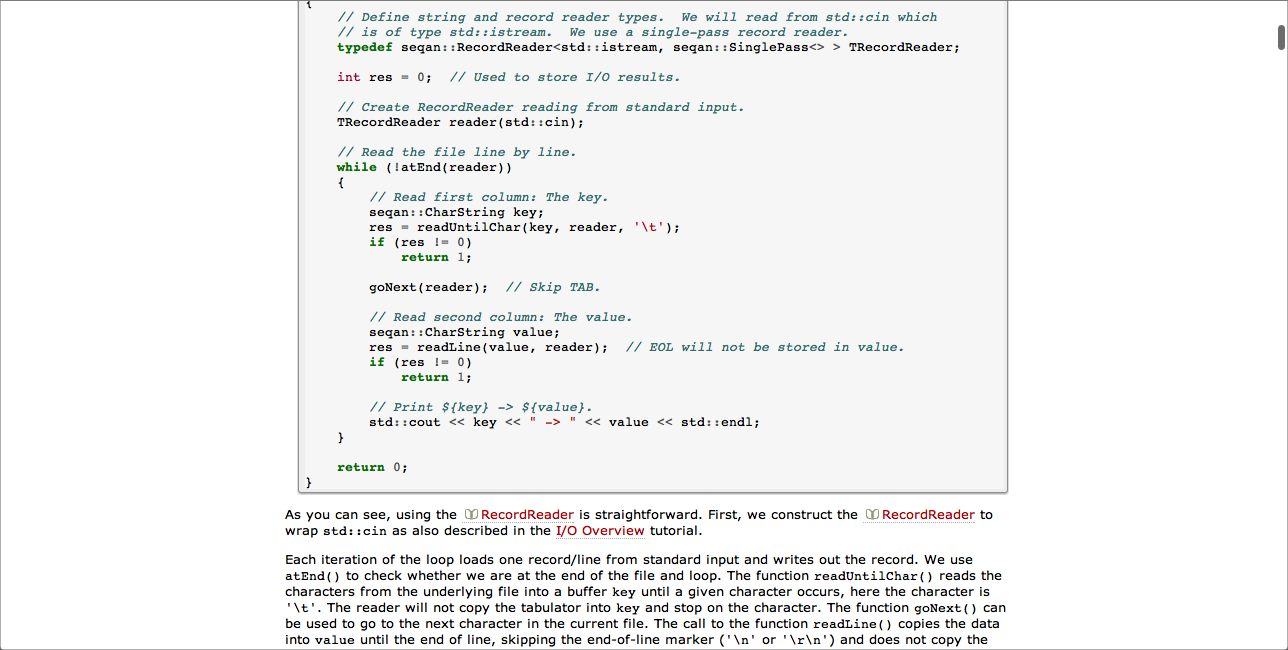 {
// Define string and record reader types.  We will read from std::cin which
// is of type std::istream.  We use a single-pass record reader.
typedef seqan::RecordReader<std::istream, seqan::SinglePass<> > TRecordReader;
int res = 0;  // Used to store I/O results.
// Create RecordReader reading from standard input.
TRecordReader reader(std::cin);
// Read the file line by line.
while (!atEnd(reader))
{
// Read first column: The key.
seqan::CharString key;
res = readUntilChar(key, reader, '\t');
if (res != 0)
return 1;
goNext(reader);  // Skip TAB.
// Read second column: The value.
seqan::CharString value;
res = readLine(value, reader);  // EOL will not be stored in value.
if (res != 0)
return 1;
// Print ${key} -> ${value}.
std::cout << key << " -> " << value << std::endl;
}
return 0;
}
As you can see, using the RecordReader is straightforward. First, we construct the RecordReader to
wrap std::cin as also described in the I/O Overview tutorial.
Each iteration of the loop loads one record/line from standard input and writes out the record. We use
atEnd() to check whether we are at the end of the file and loop. The function readUntilChar() reads the
characters from the underlying file into a buffer key until a given character occurs, here the character is
'\t'. The reader will not copy the tabulator into key and stop on the character. The function goNext() can
be used to go to the next character in the current file. The call to the function readLine() copies the data
into value until the end of line, skipping the end-of-line marker ('\n' or '\r\n') and does not copy the